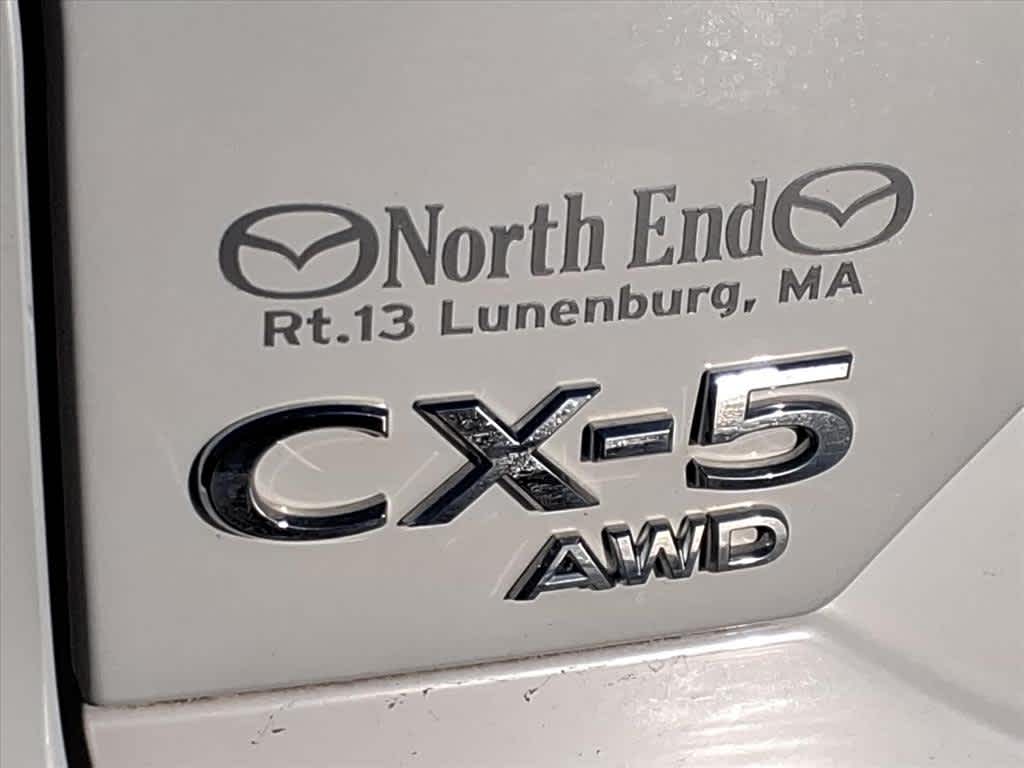 North End
Rt.13 Lunenburg, MA
CX-5
AWD